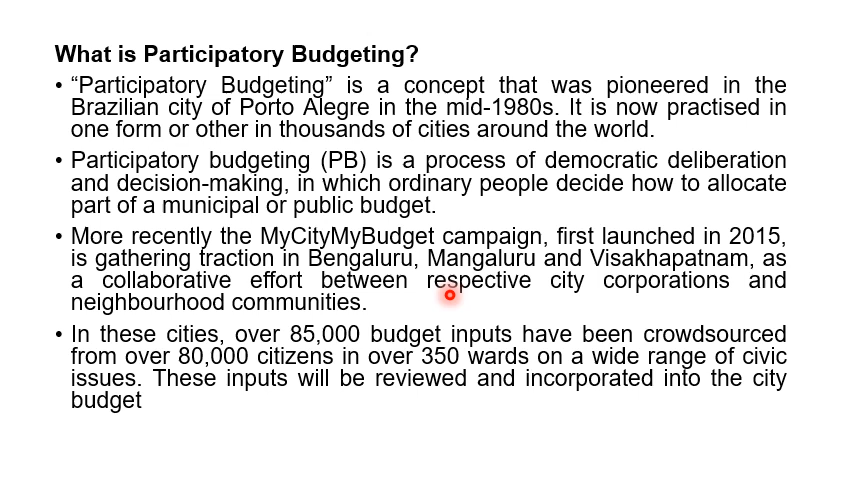 What is Participatory Budgeting?
• “Participatory Budgeting” is a concept that was pioneered in the
Brazilian city of Porto Alegre in the mid-1980s. It is now practised in
one form or other in thousands of cities around the world.
• Participatory budgeting (PB) is a process of democratic deliberation
and decision-making, in which ordinary people decide how to allocate
part of a municipal or public budget.
• More recently the MyCityMyBudget campaign, first launched in 2015,
is gathering traction in Bengaluru, Mangaluru and Visakhapatnam, as
a collaborative effort between respective city corporations and
neighbourhood communities.
• In these cities, over 85,000 budget inputs have been crowdsourced
from over 80,000 citizens in over 350 wards on a wide range of civic
issues. These inputs will be reviewed and incorporated into the city
budget